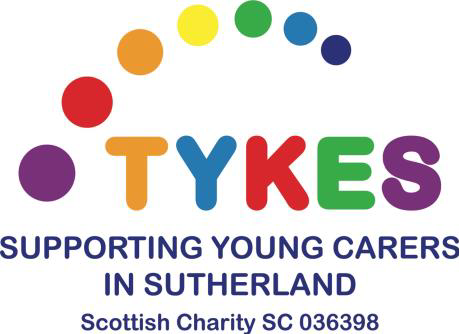 TYKES
SUPPORTING YOUNG CARERS
IN SUTHERLAND
Scottish Charity SC 036398